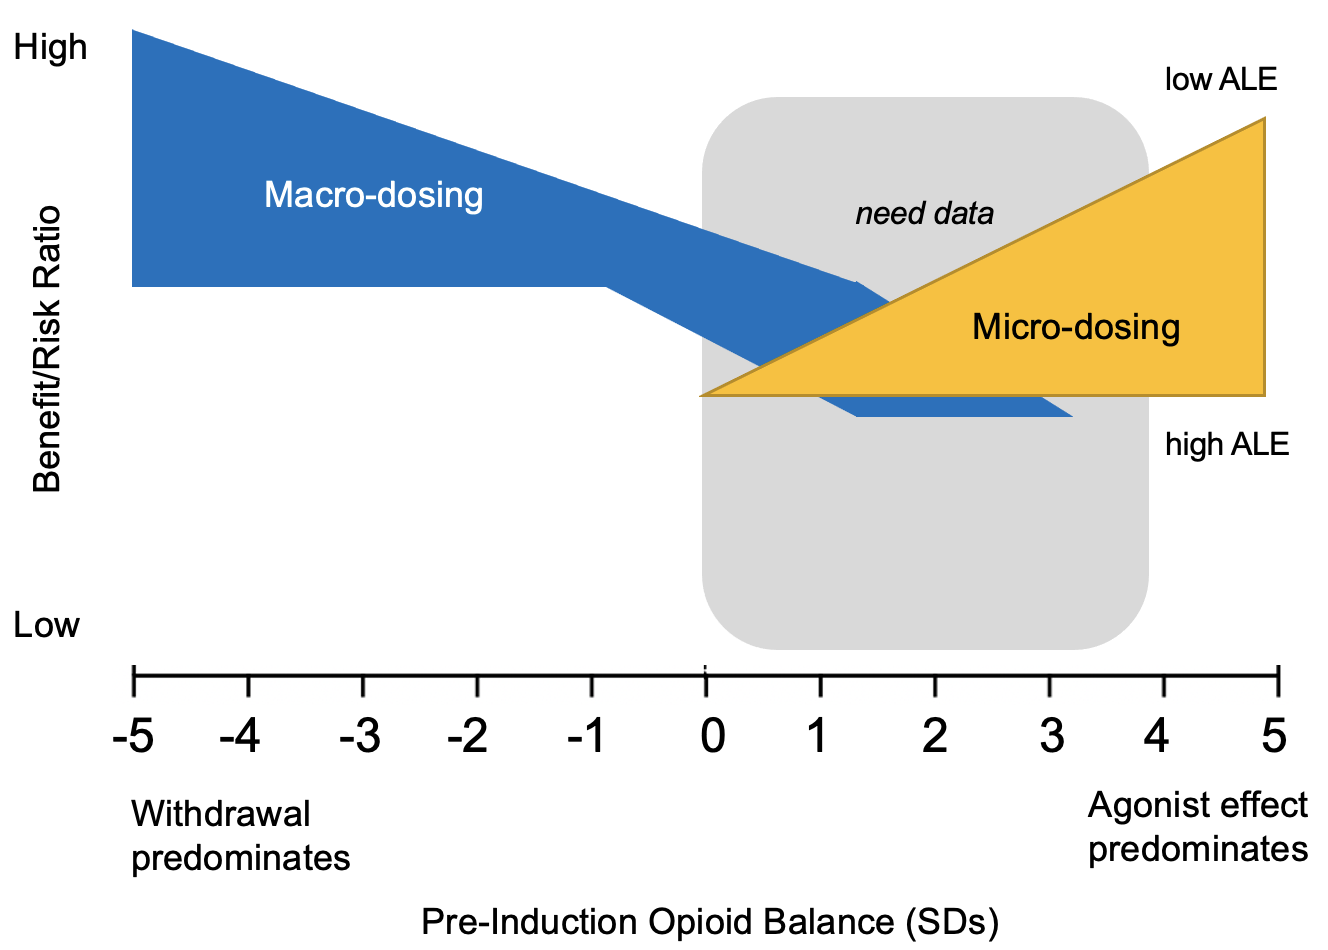 High
low ALE
Macro-dosing
need data
Benefit/Risk Ratio
Micro-dosing
high ALE
Low
-5 -4 -3 -2 -1 0 1 2 3 4 5
Withdrawal
predominates
Agonist effect
predominates
Pre-Induction Opioid Balance (SDs)